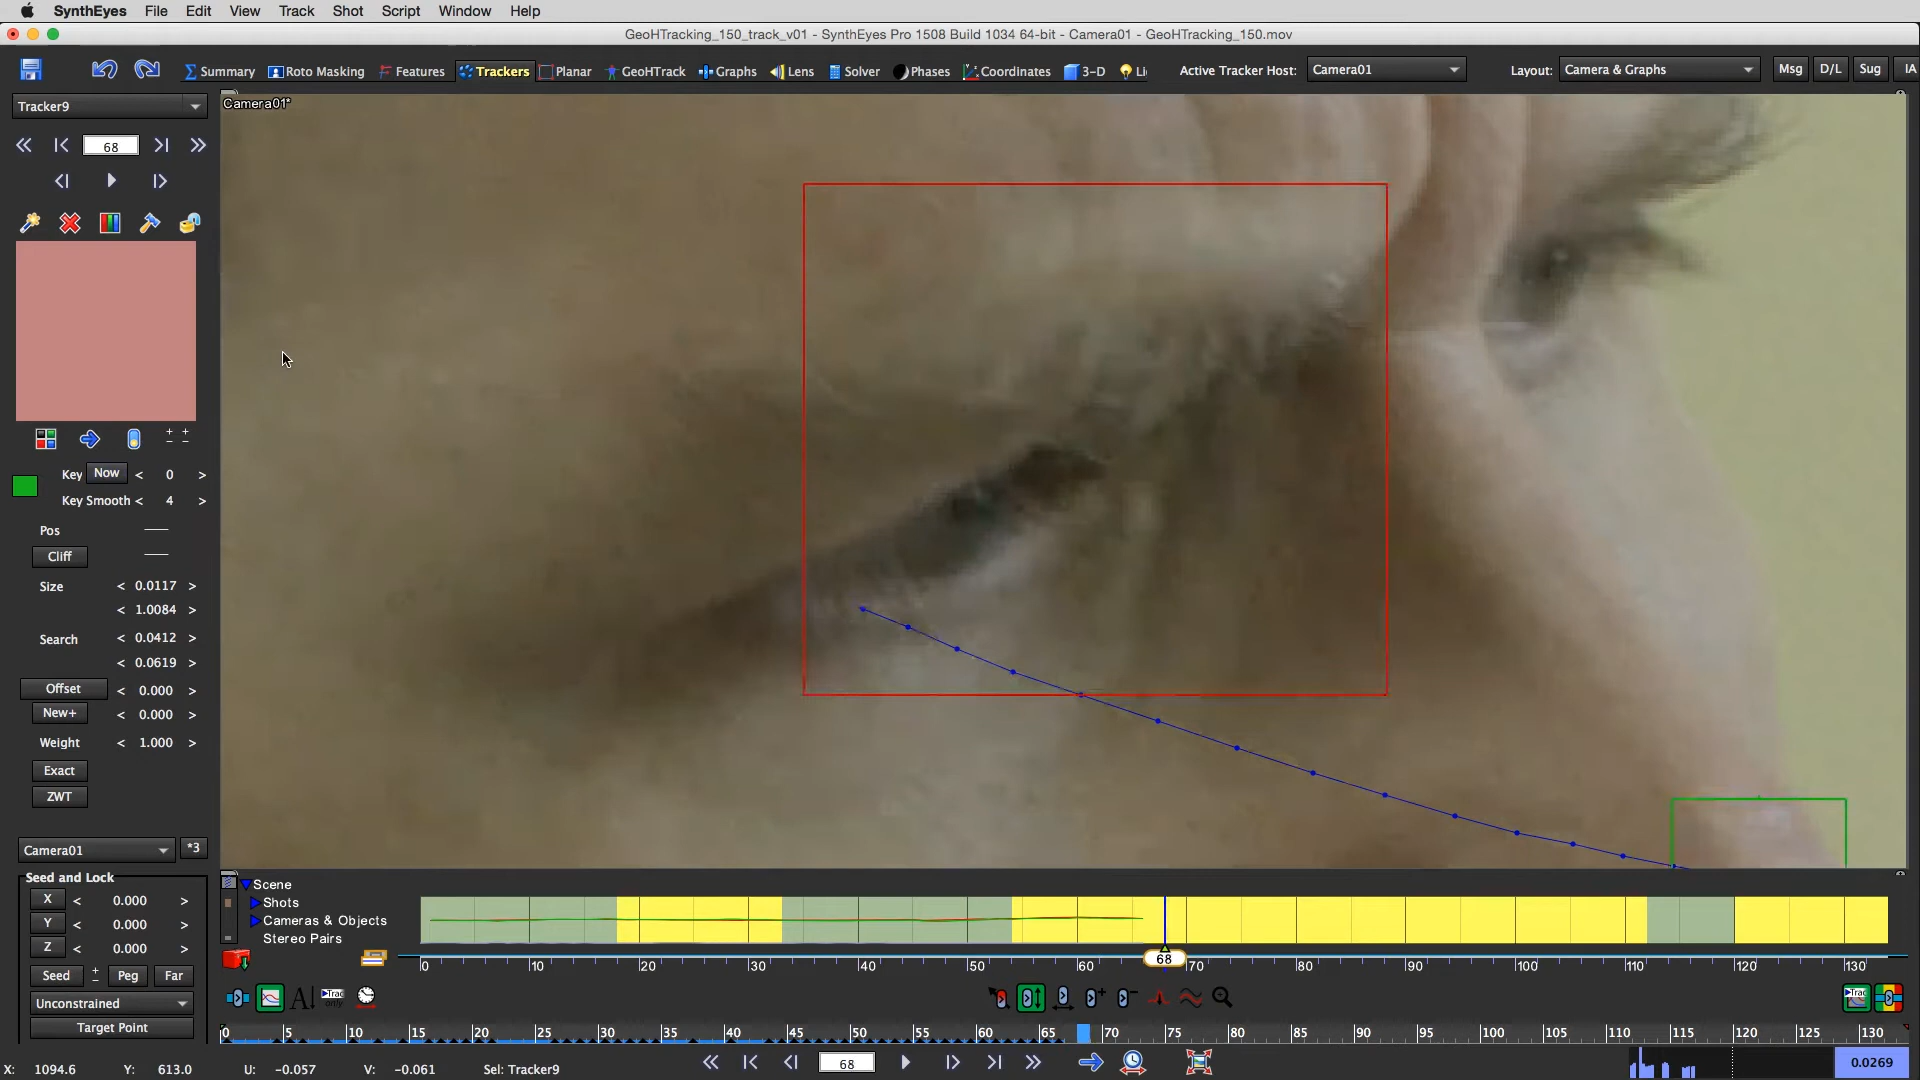 SynthEyes File Edit View Track Shot Script Window Help
GeoHTracking_150_track_v01 - SynthEyes Pro 1508 Build 1034 64-bit - Camera01 - GeoHTracking_150.mov
Summary Roto Masking Features Trackers Planar GeoHTrack Graphs Lens Solver Phases Coordinates 3-D Li Active Tracker Host: Camera01 Layout: Camera & Graphs Msg D/L Sug IA
Tracker9
Camera01*
68
Key Now < 0 >
Key Smooth < 4 >
Pos
Cliff
Size < 0.0117 >
< 1.0084 >
Search < 0.0412 >
< 0.0619 >
Offset < 0.000 >
New+ < 0.000 >
Weight < 1.000 >
Exact
ZWT
Camera01 *3
Seed and Lock
X < 0.000 >
Y < 0.000 >
Z < 0.000 >
Seed Peg Far
Unconstrained
Target Point
Scene
Shots
Cameras & Objects
Stereo Pairs
0 10 20 30 40 50 60 68 70 80 90 100 110 120 130
0 5 10 15 20 25 30 35 40 45 50 55 60 65 70 75 80 85 90 95 100 105 110 115 120 125 130
68
X: 1094.6 Y: 613.0 U: -0.057 V: -0.061 Sel: Tracker9
0.0269